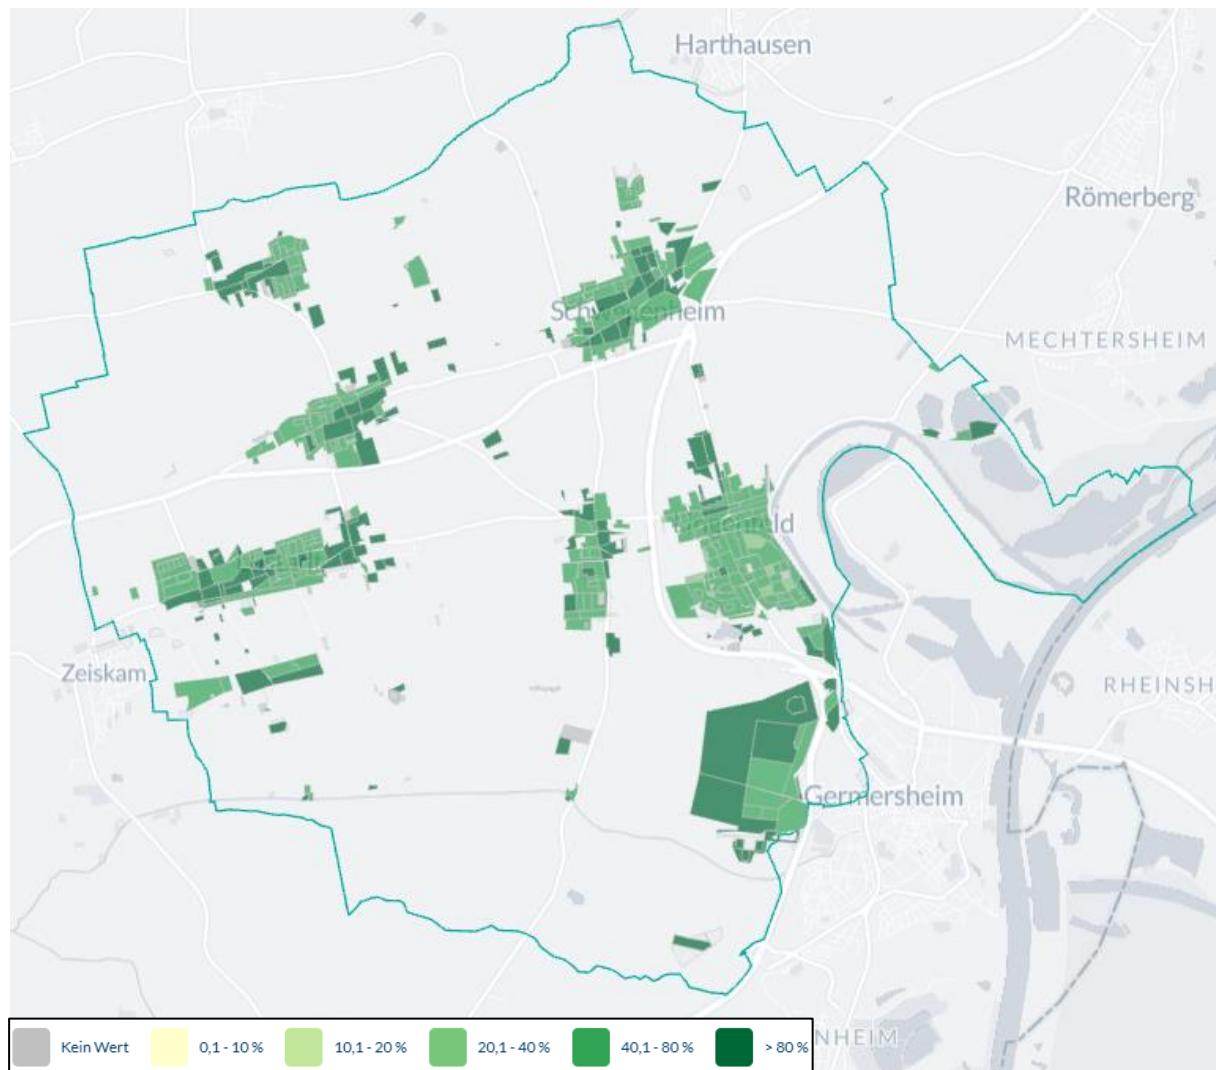 Harthausen
Römerberg
MECHTERSHEIM
Zeiskam
RHEINSH
Germersheim
NHEIM
Kein Wert
0,1 - 10 %
10,1 - 20 %
20,1 - 40 %
40,1 - 80 %
> 80 %